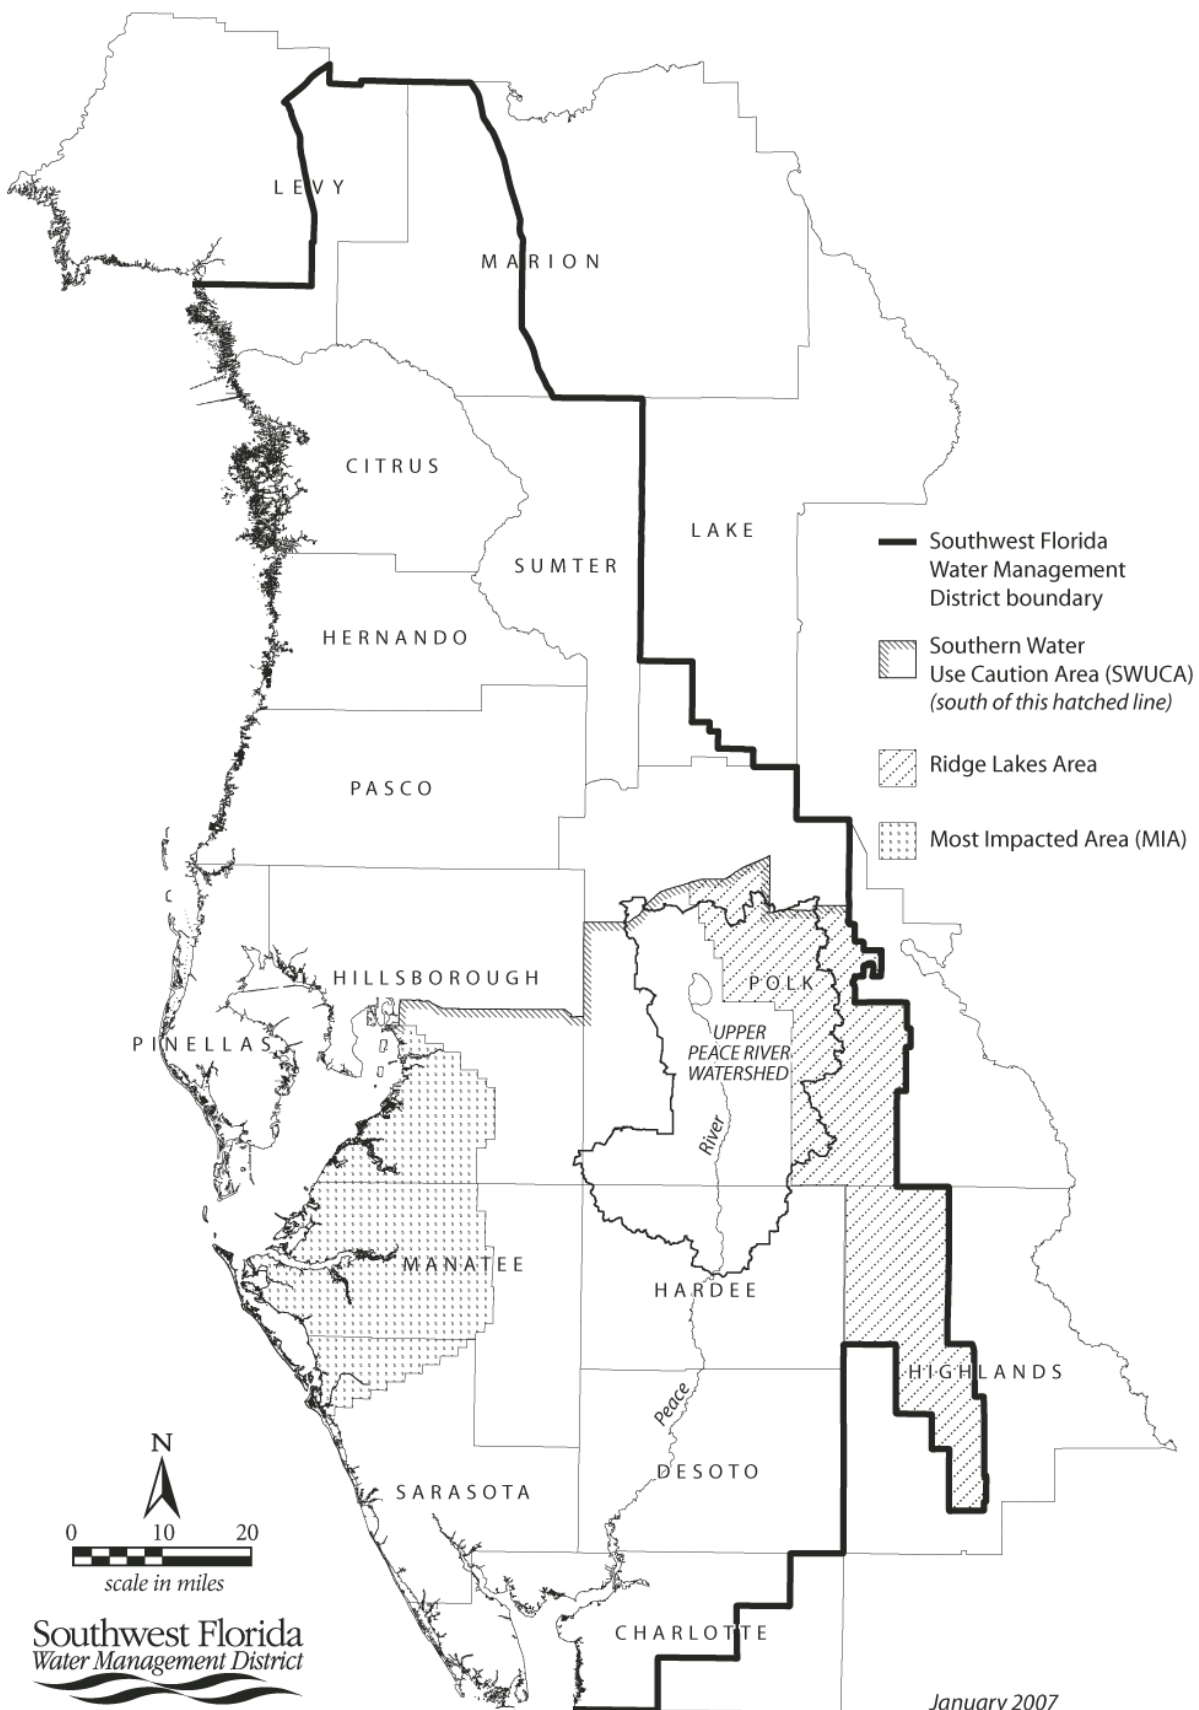 LEVY
MARION
CITRUS
LAKE
SUMTER
HERNANDO
PASCO
Southwest Florida
Water Management
District boundary
Southern Water
Use Caution Area (SWUCA)
(south of this hatched line)
Ridge Lakes Area
Most Impacted Area (MIA)
HILLSBOROUGH
POLK
PINELLAS
UPPER
PEACE RIVER
WATERSHED
River
MANATEE
HARDEE
HIGHLANDS
Peace
DESOTO
SARASOTA
CHARLOTTE
N
0 10 20
scale in miles
Southwest Florida
Water Management District
January 2007